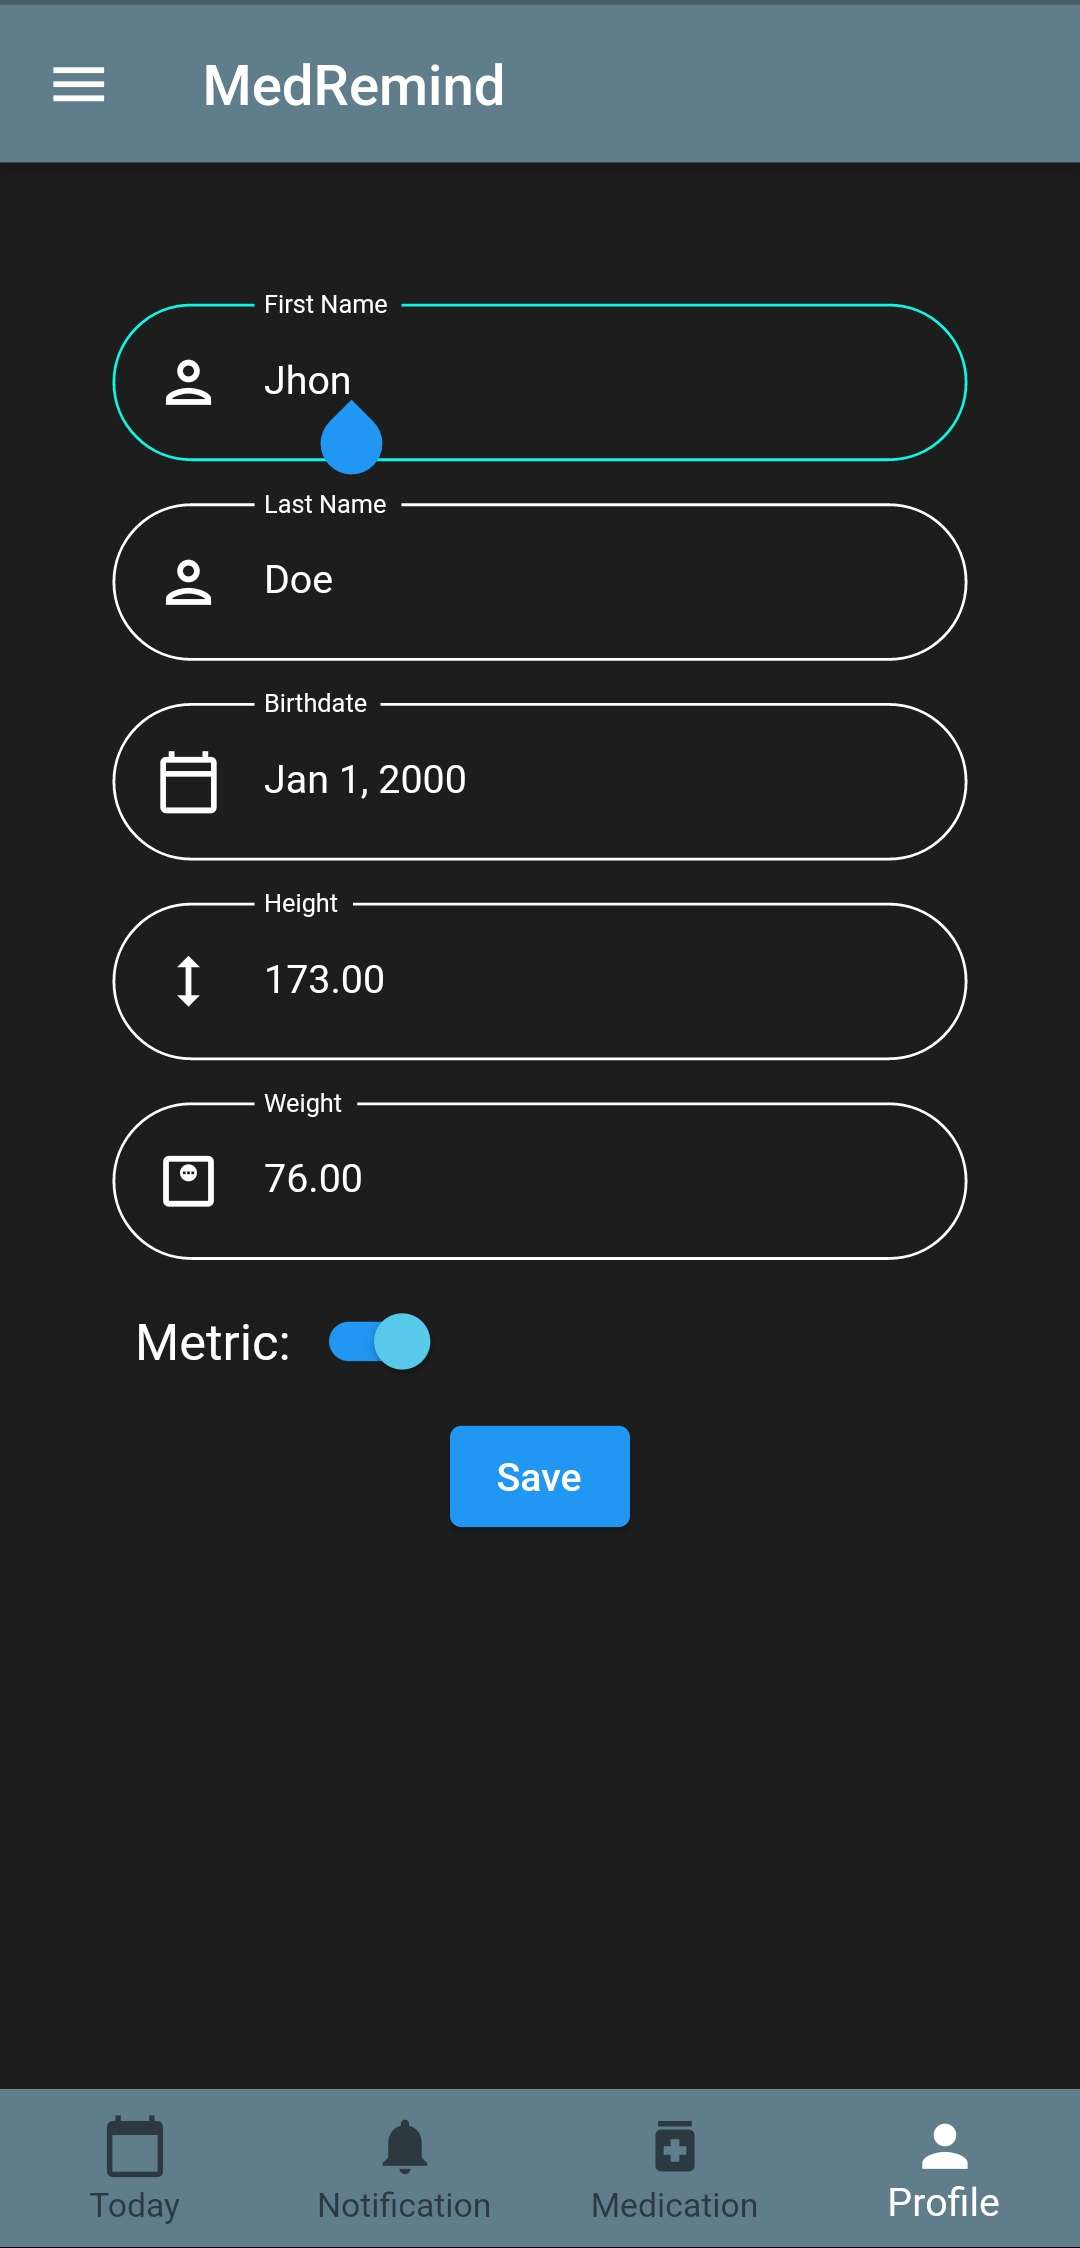 MedRemind
First Name
Jhon
Last Name
Doe
Birthdate
Jan 1, 2000
Height
173.00
Weight
76.00
Metric:
Save
Today Notification Medication Profile